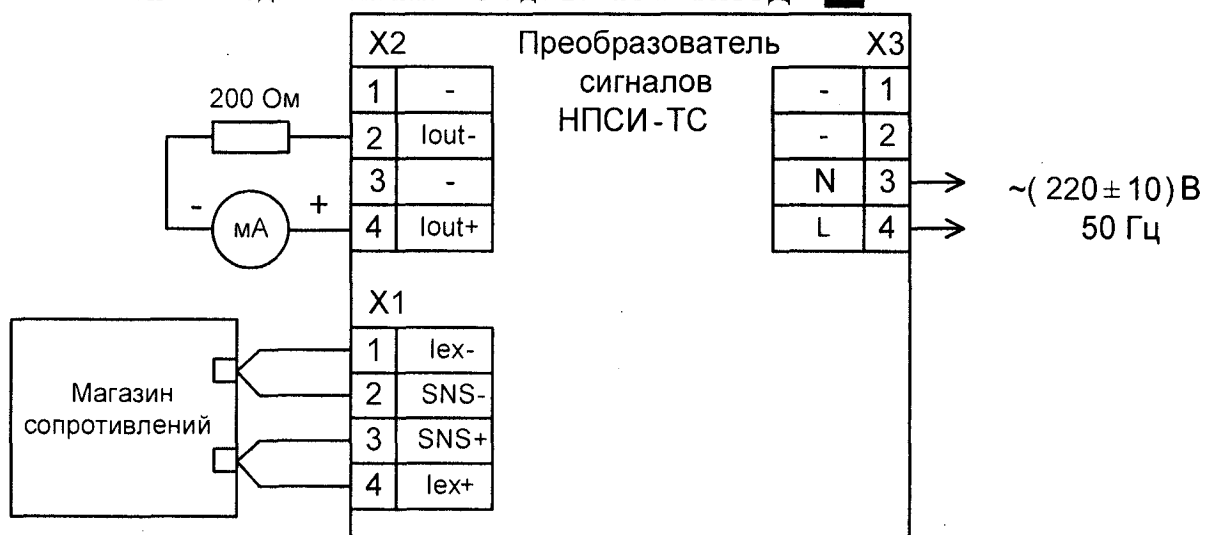 X2
Преобразователь
сигналов
НПСИ-ТС
X3
200 Ом
1 -
2 Iout-
3 -
4 Iout+
- +
мА
- 1
- 2
N 3
L 4
~( 220 ± 10) В
50 Гц
X1
1 Iex-
2 SNS-
3 SNS+
4 Iex+
Магазин
сопротивлений